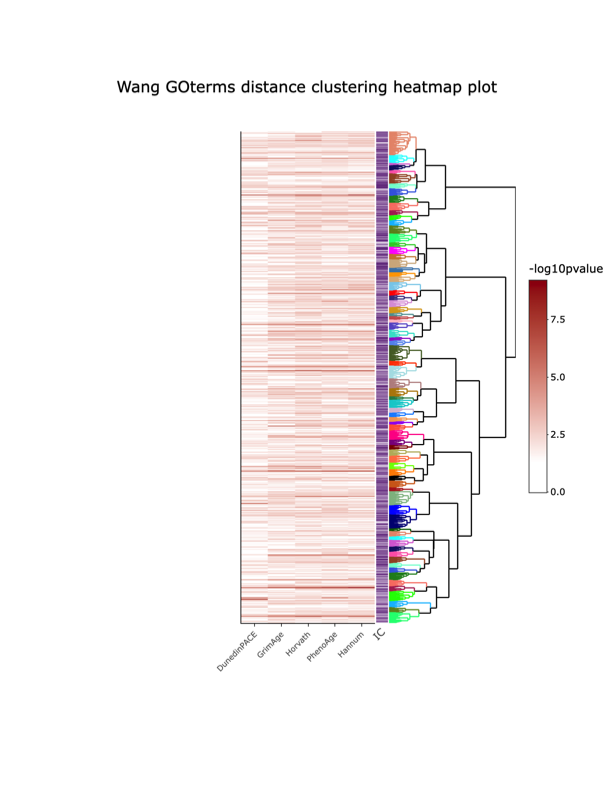 Wang GOterms distance clustering heatmap plot
-log10pvalue
7.5
5.0
2.5
0.0
DunedinPACE
GrimAge
Horvath
PhenoAge
Hannum
IC